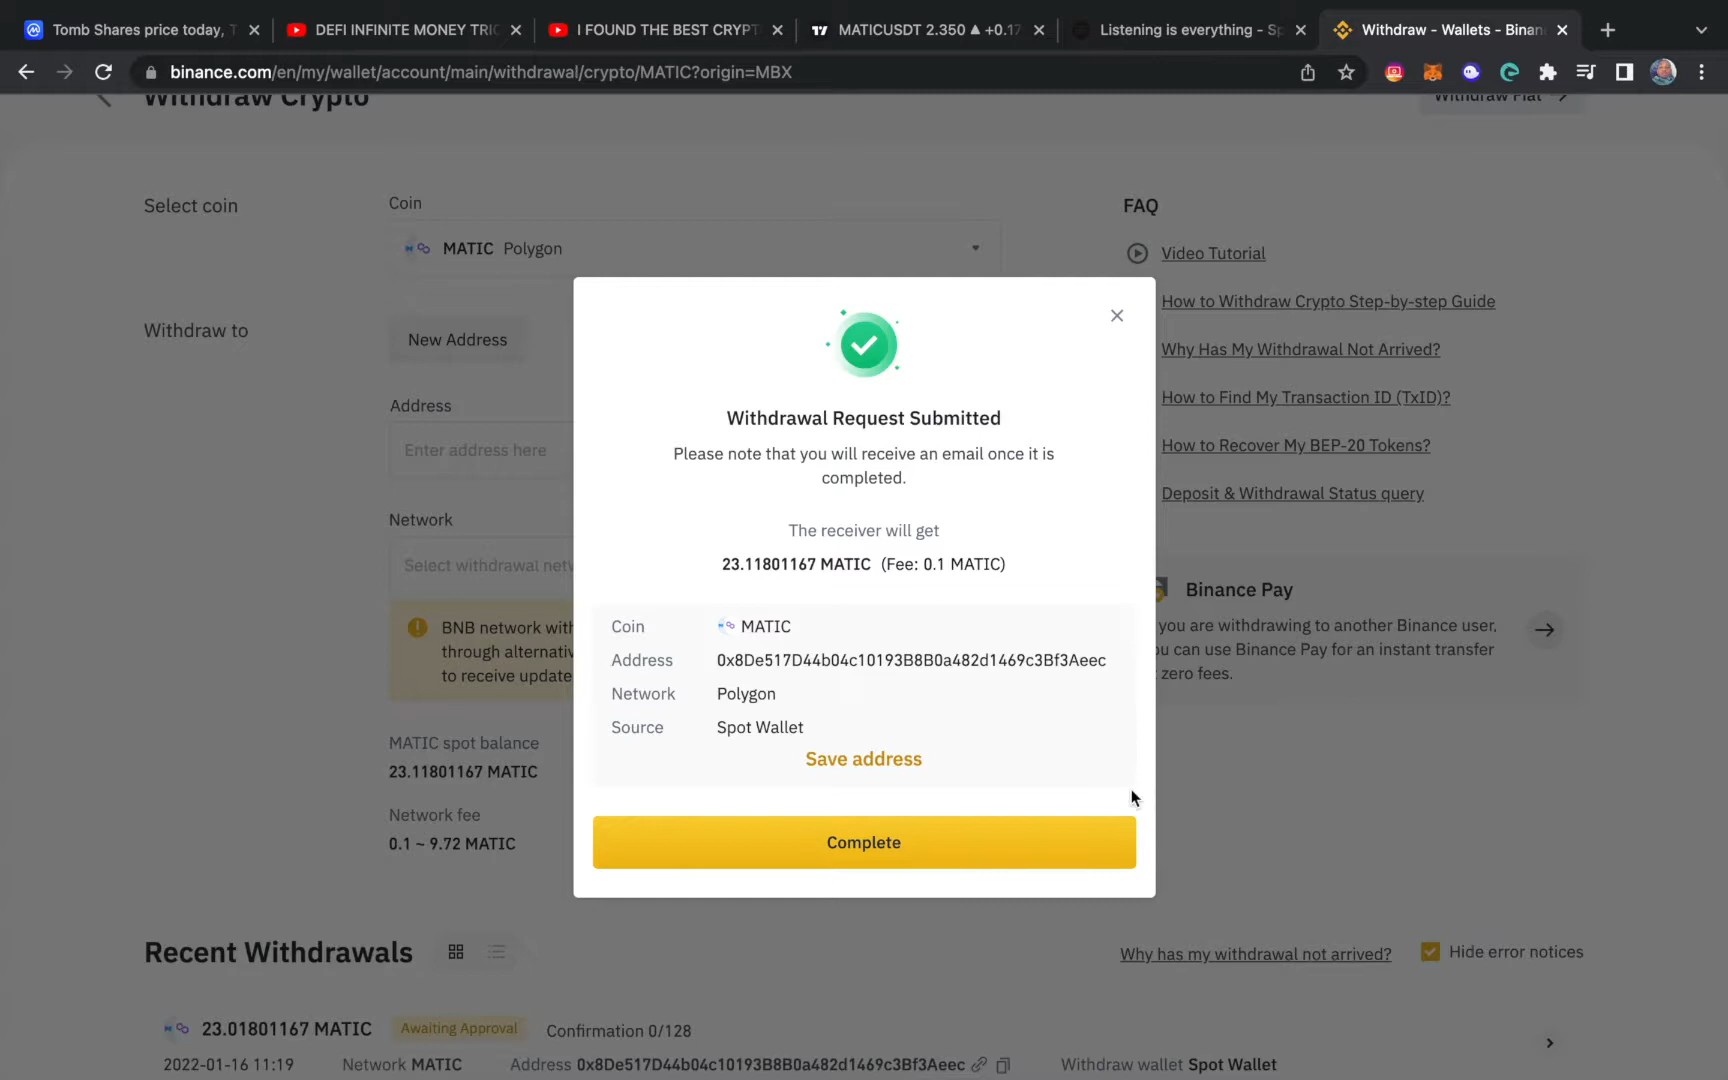 Tomb Shares price today, T
DEFI INFINITE MONEY TRIC
I FOUND THE BEST CRYPT
MATICUSDT 2.350 ▲ +0.17
Listening is everything - Sp
Withdraw - Wallets - Binan
binance.com/en/my/wallet/account/main/withdrawal/crypto/MATIC?origin=MBX
Withdraw Crypto
Withdraw Fiat →
Select coin
Coin
MATIC Polygon
FAQ
Video Tutorial
How to Withdraw Crypto Step-by-step Guide
Why Has My Withdrawal Not Arrived?
How to Find My Transaction ID (TxID)?
How to Recover My BEP-20 Tokens?
Deposit & Withdrawal Status query
Withdraw to
New Address
Address
Enter address here
Network
Select withdrawal netw
BNB network with
through alternativ
to receive update
MATIC spot balance
23.11801167 MATIC
Network fee
0.1 ~ 9.72 MATIC
Withdrawal Request Submitted
Please note that you will receive an email once it is
completed.
The receiver will get
23.11801167 MATIC (Fee: 0.1 MATIC)
Coin MATIC
Address 0x8De517D44b04c10193B8B0a482d1469c3Bf3Aeec
Network Polygon
Source Spot Wallet
Save address
Complete
Binance Pay
you are withdrawing to another Binance user,
u can use Binance Pay for an instant transfer
zero fees.
Recent Withdrawals
Why has my withdrawal not arrived?
Hide error notices
23.01801167 MATIC Awaiting Approval Confirmation 0/128
2022-01-16 11:19 Network MATIC Address 0x8De517D44b04c10193B8B0a482d1469c3Bf3Aeec Withdraw wallet Spot Wallet